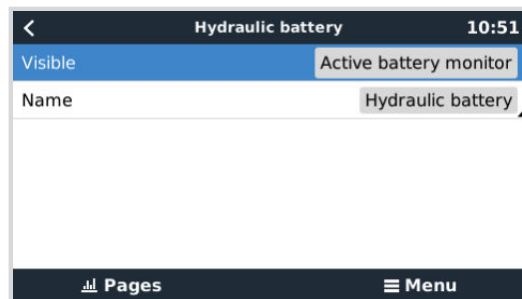 Hydraulic battery 10:51
Visible Active battery monitor
Name Hydraulic battery
Pages Menu